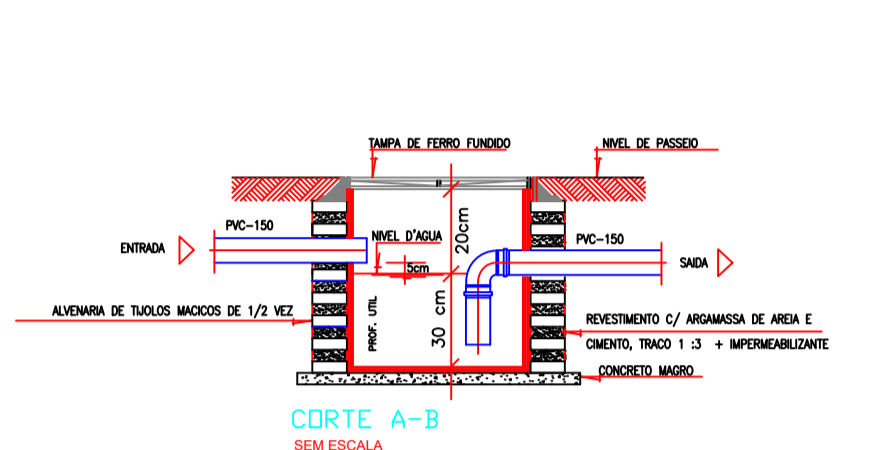 TAMPA DE FERRO FUNDIDO
NIVEL DE PASSEIO
PVC-150
NIVEL D'AGUA
20cm
PVC-150
ENTRADA
5cm
SAIDA
ALVENARIA DE TIJOLOS MACICOS DE 1/2 VEZ
PROF. UTIL
30 cm
REVESTIMENTO C/ ARGAMASSA DE AREIA E
CIMENTO, TRACO 1 :3 + IMPERMEABILIZANTE
CONCRETO MAGRO
CORTE A-B
SEM ESCALA